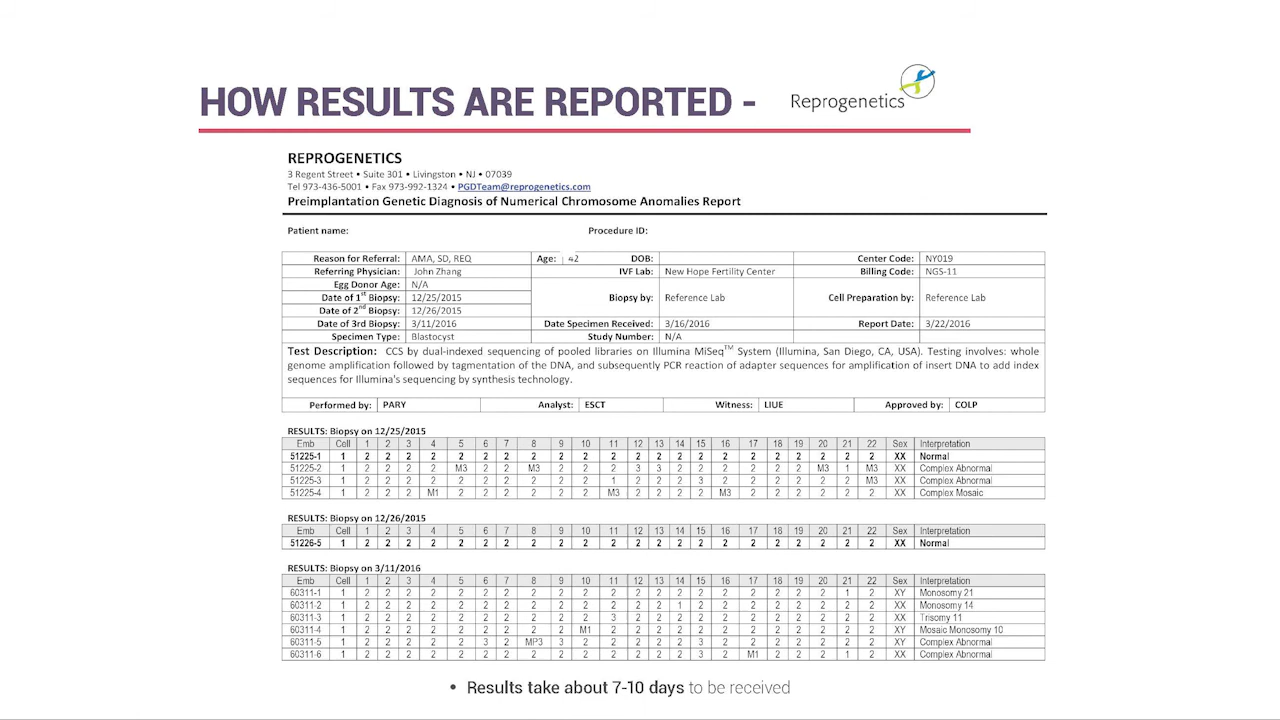 HOW RESULTS ARE REPORTED -
Reprogenetics
REPROGENETICS
3 Regent Street • Suite 301 • Livingston • NJ • 07039
Tel 973-436-5001 • Fax 973-992-1324 • PGDTeam@reprogenetics.com
Preimplantation Genetic Diagnosis of Numerical Chromosome Anomalies Report
Patient name: Procedure ID:
Reason for Referral: AMA, SD, REQ Age: 42 DOB: Center Code: NY019
Referring Physician: John Zhang IVF Lab: New Hope Fertility Center Billing Code: NGS-11
Egg Donor Age: N/A
Date of 1st Biopsy: 12/25/2015 Biopsy by: Reference Lab Cell Preparation by: Reference Lab
Date of 2nd Biopsy: 12/26/2015
Date of 3rd Biopsy: 3/11/2016 Date Specimen Received: 3/16/2016 Report Date: 3/22/2016
Specimen Type: Blastocyst Study Number: N/A
Test Description: CCS by dual-indexed sequencing of pooled libraries on Illumina MiSeq™ System (Illumina, San Diego, CA, USA). Testing involves: whole
genome amplification followed by tagmentation of the DNA, and subsequently PCR reaction of adapter sequences for amplification of insert DNA to add index
sequences for Illumina's sequencing by synthesis technology.
Performed by: PARY Analyst: ESCT Witness: LIUE Approved by: COLP
RESULTS: Biopsy on 12/25/2015
Emb Cell 1 2 3 4 5 6 7 8 9 10 11 12 13 14 15 16 17 18 19 20 21 22 Sex Interpretation
51225-1 1 2 2 2 2 2 2 2 2 2 2 2 2 2 2 2 2 2 2 2 2 2 2 XX Normal
51225-2 1 2 2 2 2 M3 2 2 M3 2 2 2 3 3 2 2 2 2 2 2 M3 1 M3 XX Complex Abnormal
51225-3 1 2 2 2 2 2 2 2 2 2 2 1 2 2 2 3 2 2 2 2 2 2 M3 XX Complex Abnormal
51225-4 1 2 2 2 M1 2 2 2 2 2 2 M3 2 2 2 2 M3 2 2 2 2 2 2 XX Complex Mosaic
RESULTS: Biopsy on 12/26/2015
Emb Cell 1 2 3 4 5 6 7 8 9 10 11 12 13 14 15 16 17 18 19 20 21 22 Sex Interpretation
51226-5 1 2 2 2 2 2 2 2 2 2 2 2 2 2 2 2 2 2 2 2 2 2 2 XX Normal
RESULTS: Biopsy on 3/11/2016
Emb Cell 1 2 3 4 5 6 7 8 9 10 11 12 13 14 15 16 17 18 19 20 21 22 Sex Interpretation
60311-1 1 2 2 2 2 2 2 2 2 2 2 2 2 2 2 2 2 2 2 2 2 1 2 XY Monosomy 21
60311-2 1 2 2 2 2 2 2 2 2 2 2 2 2 2 1 2 2 2 2 2 2 2 2 XX Monosomy 14
60311-3 1 2 2 2 2 2 2 2 2 2 2 3 2 2 2 2 2 2 2 2 2 2 2 XX Trisomy 11
60311-4 1 2 2 2 2 2 2 2 2 2 M1 2 2 2 2 2 2 2 2 2 2 2 2 XY Mosaic Monosomy 10
60311-5 1 2 2 2 2 2 3 2 MP3 3 2 2 2 2 2 3 2 2 2 2 2 2 2 XY Complex Abnormal
60311-6 1 2 2 2 2 2 2 2 2 2 2 2 2 2 2 3 2 M1 2 2 2 1 2 XX Complex Abnormal
• Results take about 7-10 days to be received